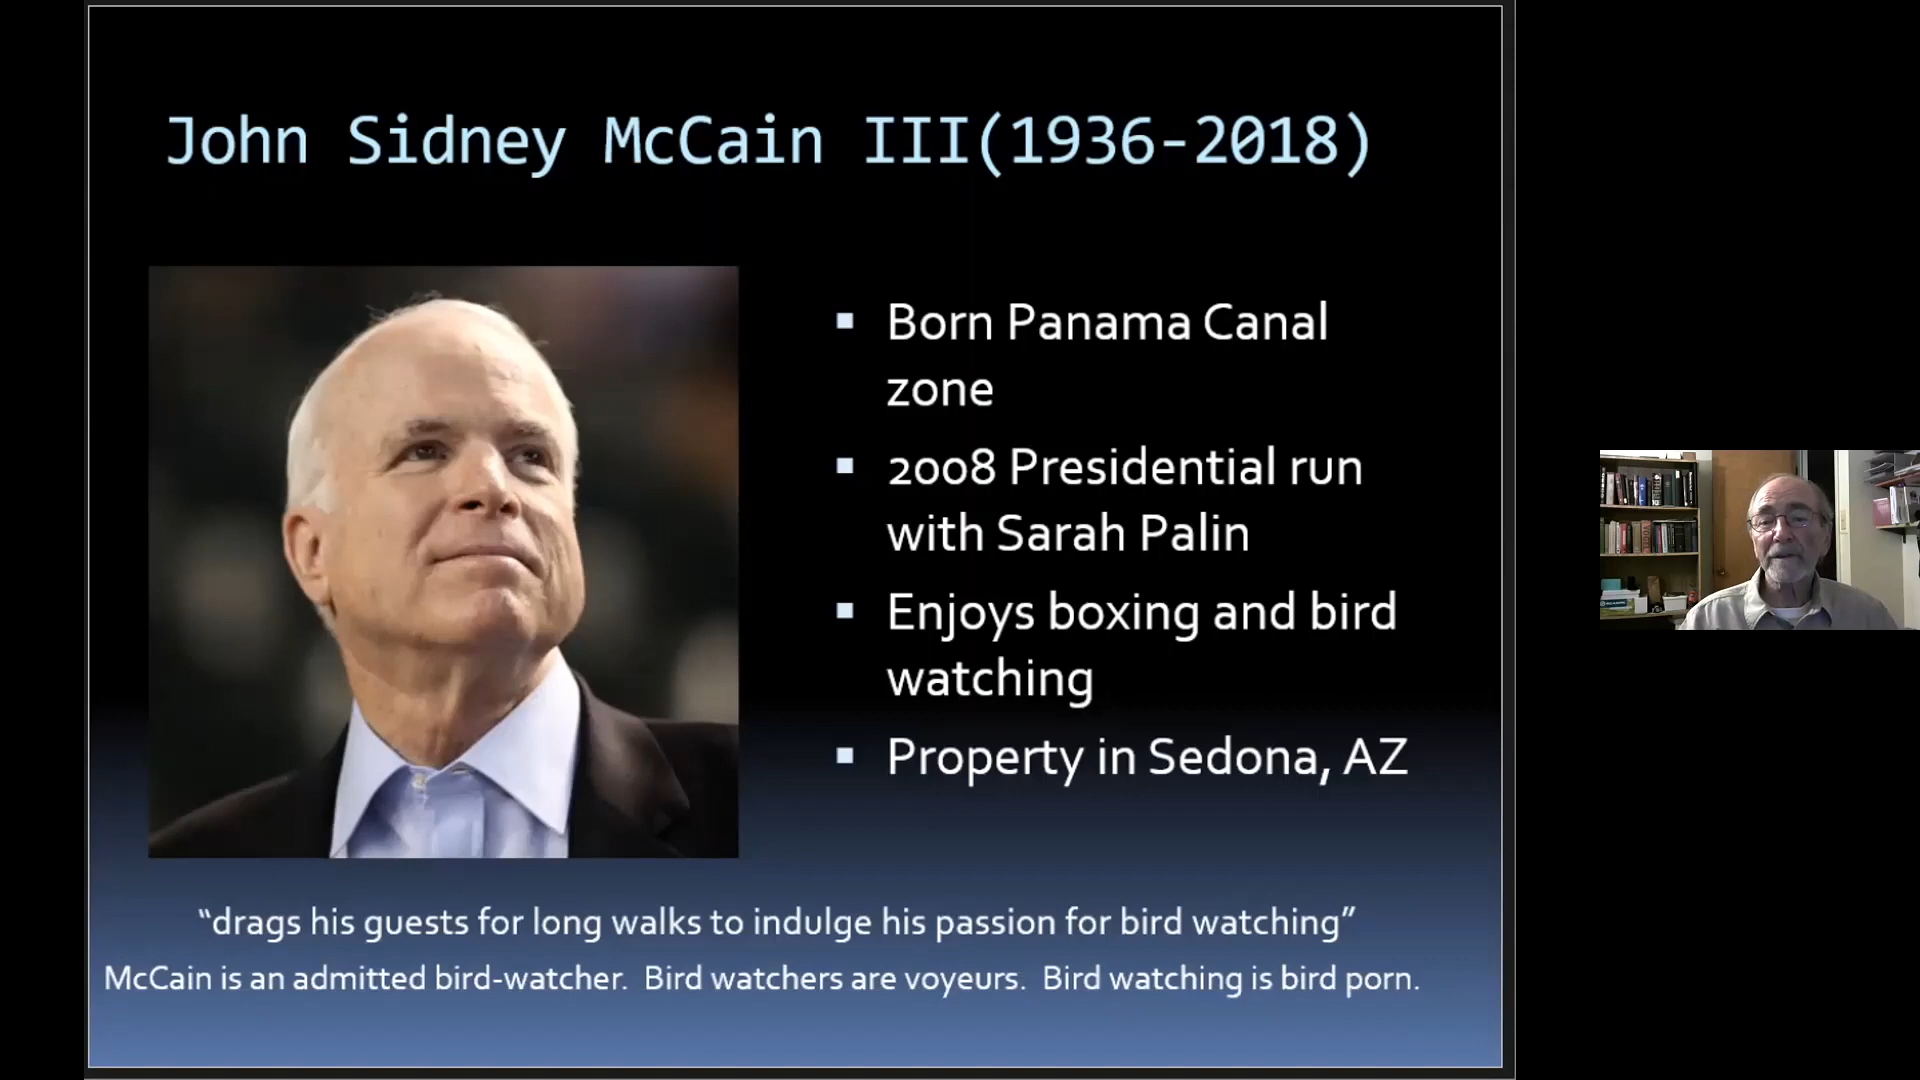 John Sidney McCain III(1936-2018)
Born Panama Canal
zone
2008 Presidential run
with Sarah Palin
Enjoys boxing and bird
watching
Property in Sedona, AZ
“drags his guests for long walks to indulge his passion for bird watching”
McCain is an admitted bird-watcher.  Bird watchers are voyeurs.  Bird watching is bird porn.